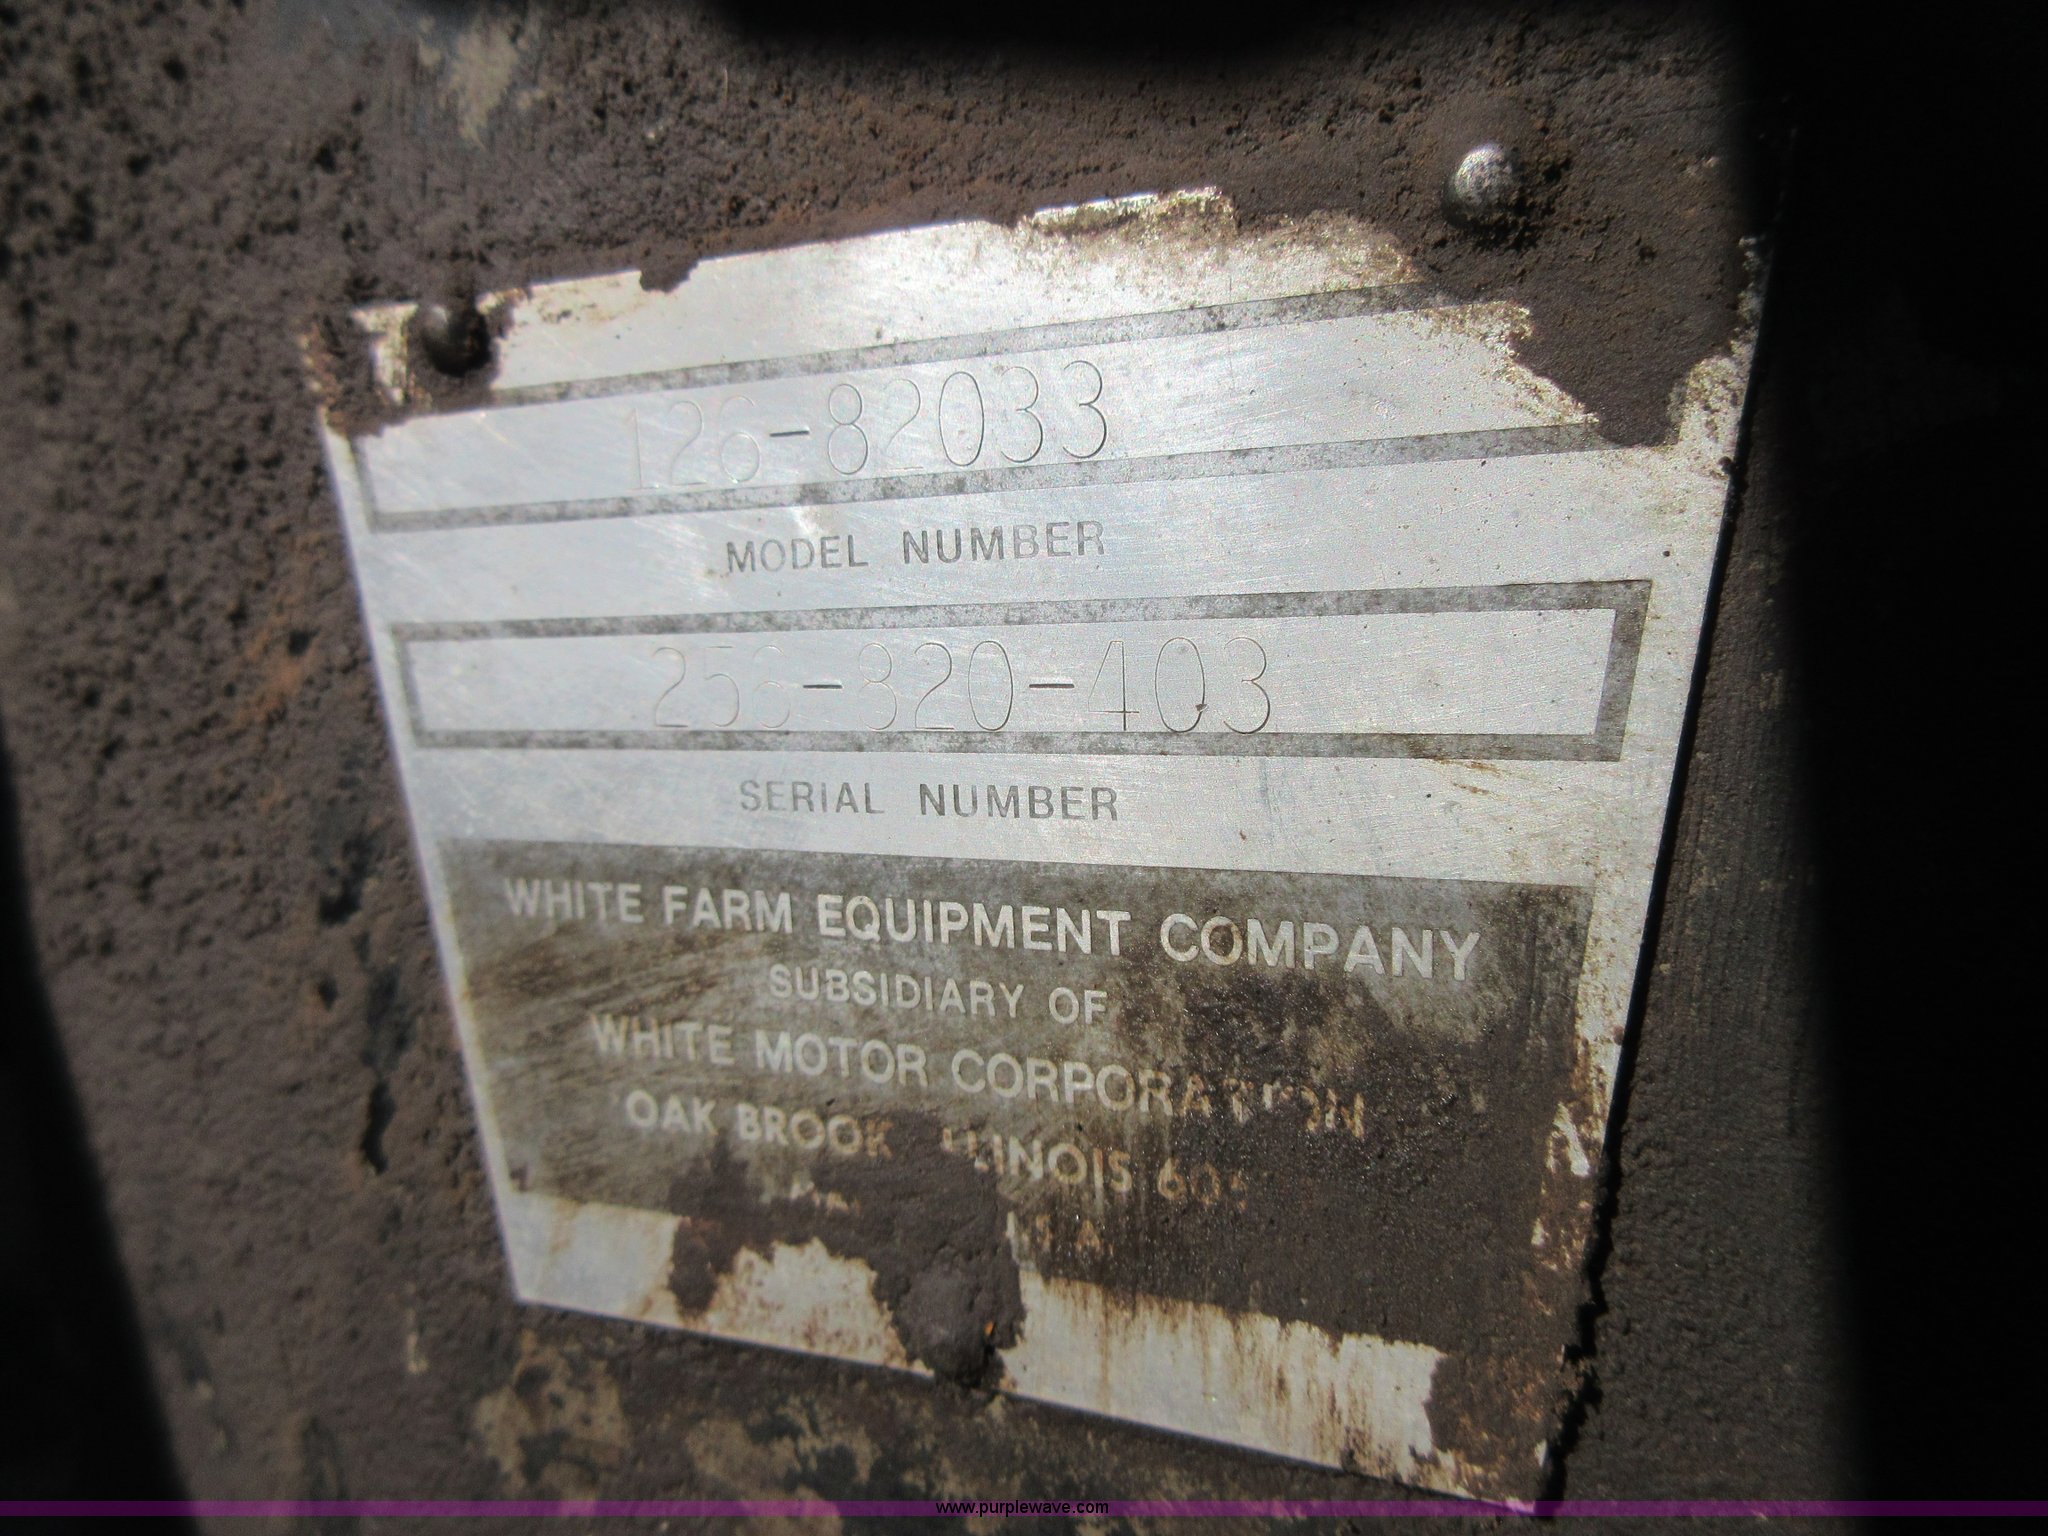 126-82033
MODEL NUMBER
256-820-403
SERIAL NUMBER
WHITE FARM EQUIPMENT COMPANY
SUBSIDIARY OF
WHITE MOTOR CORPORATION
OAK BROOK ILLINOIS
www.purplewave.com